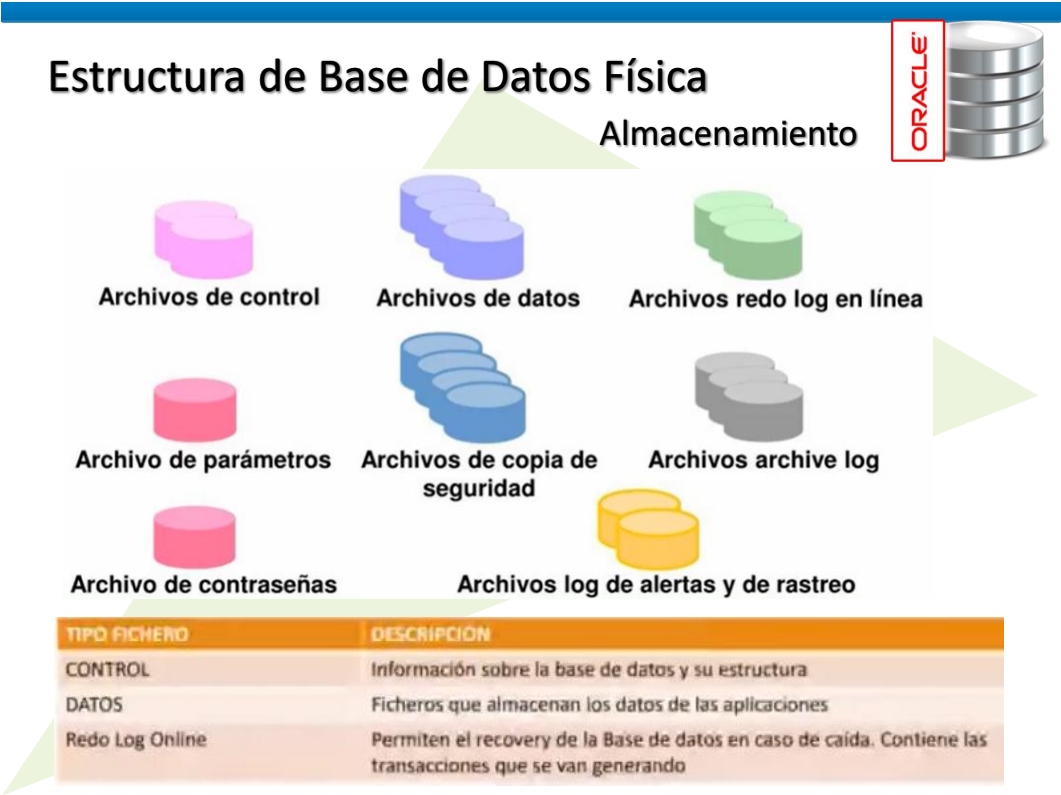 Estructura de Base de Datos Física
Almacenamiento
ORACLE
Archivos de control
Archivos de datos
Archivos redo log en línea
Archivo de parámetros
Archivos de copia de
seguridad
Archivos archive log
Archivo de contraseñas
Archivos log de alertas y de rastreo
TIPO FICHERO
DESCRIPCIÓN
CONTROL
Información sobre la base de datos y su estructura
DATOS
Ficheros que almacenan los datos de las aplicaciones
Redo Log Online
Permiten el recovery de la Base de datos en caso de caída. Contiene las
transacciones que se van generando